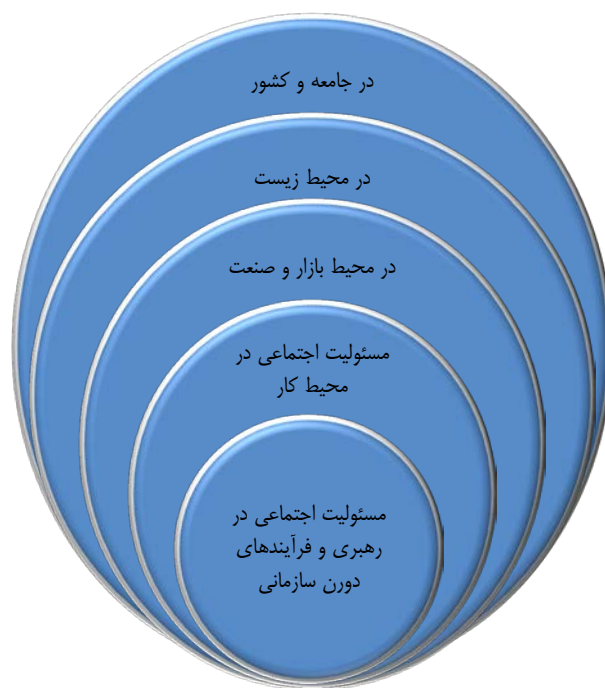 در جامعه و کشور
در محیط زیست
در محیط بازار و صنعت
مسئولیت اجتماعی در
محیط کار
مسئولیت اجتماعی در
رهبری و فرآیندهای
دورن سازمانی